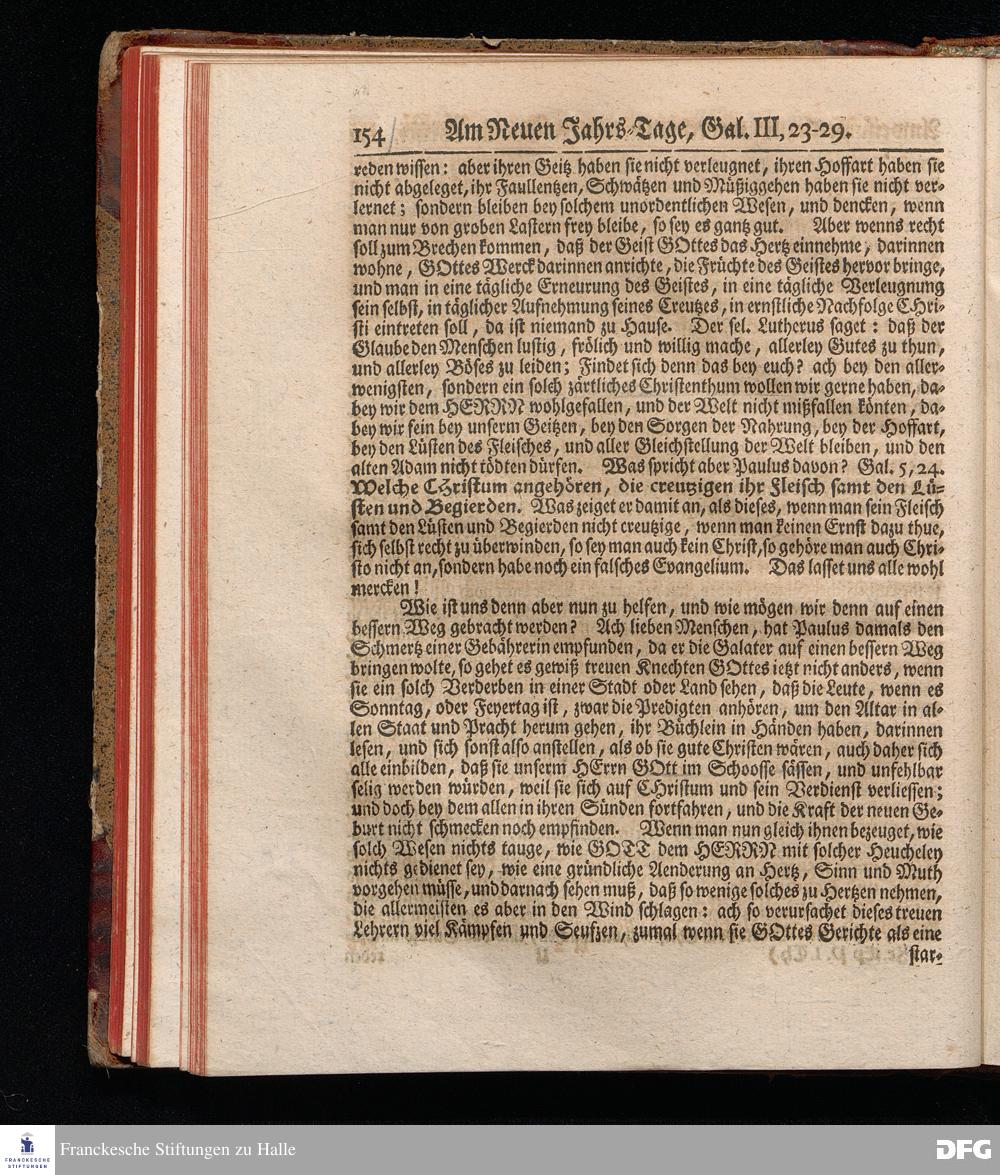 154 Am Neuen Jahrs-Tage, Gal. III, 23-29.
reden wissen: aber ihren Geitz haben sie nicht verleugnet, ihren Hoffart haben sie
nicht abgeleget, ihr Faullentzen, Schwätzen und Müßiggehen haben sie nicht ver-
lernet; sondern bleiben bey solchem unordentlichen Wesen, und dencken, wenn
man nur von groben Lastern frey bleibe, so sey es gantz gut. Aber wenns recht
soll zum Brechen kommen, daß der Geist GOttes das Hertz einnehme, darinnen
wohne, GOttes Werck darinnen anrichte, die Früchte des Geistes hervor bringe,
und man in eine tägliche Erneurung des Geistes, in eine tägliche Verleugnung
sein selbst, in täglicher Aufnehmung seines Creutzes, in ernstliche Nachfolge CHri-
sti eintreten soll, da ist niemand zu Hause. Der sel. Lutherus saget: daß der
Glaube den Menschen lustig, frölich und willig mache, allerley Gutes zu thun,
und allerley Böses zu leiden; Findet sich denn das bey euch? ach bey den aller-
wenigsten, sondern ein solch zärtliches Christenthum wollen wir gerne haben, da-
bey wir dem HERRN wohlgefallen, und der Welt nicht mißfallen könten, da-
bey wir fein bey unserm Geitzen, bey den Sorgen der Nahrung, bey der Hoffart,
bey den Lüsten des Fleisches, und aller Gleichstellung der Welt bleiben, und den
alten Adam nicht tödten dürfen. Was spricht aber Paulus davon? Gal. 5, 24.
Welche CHristum angehören, die creutzigen ihr Fleisch samt den Lü-
sten und Begierden. Was zeiget er damit an, als dieses, wenn man sein Fleisch
samt den Lüsten und Begierden nicht creutzige, wenn man keinen Ernst dazu thue,
sich selbst recht zu überwinden, so sey man auch kein Christ, so gehöre man auch Chri-
sto nicht an, sondern habe noch ein falsches Evangelium. Das lasset uns alle wohl
mercken!
Wie ist uns denn aber nun zu helfen, und wie mögen wir denn auf einen
bessern Weg gebracht werden? Ach lieben Menschen, hat Paulus damals den
Schmertz einer Gebährerin empfunden, da er die Galater auf einen bessern Weg
bringen wolte, so gehet es gewiß treuen Knechten GOttes ietzt nicht anders, wenn
sie ein solch Verderben in einer Stadt oder Land sehen, daß die Leute, wenn es
Sonntag, oder Feyertag ist, zwar die Predigten anhören, um den Altar in al-
len Staat und Pracht herum gehen, ihr Büchlein in Händen haben, darinnen
lesen, und sich sonst also anstellen, als ob sie gute Christen wären, auch daher sich
alle einbilden, daß sie unserm HErrn GOtt im Schoosse sässen, und unfehlbar
selig werden würden, weil sie sich auf CHristum und sein Verdienst verliessen;
und doch bey dem allen in ihren Sünden fortfahren, und die Kraft der neuen Ge-
burt nicht schmecken noch empfinden. Wenn man nun gleich ihnen bezeuget, wie
solch Wesen nichts tauge, wie GOTT dem HERRN mit solcher Heucheley
nichts gedienet sey, wie eine gründliche Aenderung an Hertz, Sinn und Muth
vorgehen müsse, und darnach sehen muß, daß so wenige solches zu Hertzen nehmen,
die allermeisten es aber in den Wind schlagen: ach so verursachet dieses treuen
Lehrern viel Kämpfen und Seufzen, zumal wenn sie GOttes Gerichte als eine
star-
FRANCKESCHE
STIFTUNGEN
Franckesche Stiftungen zu Halle
DFG